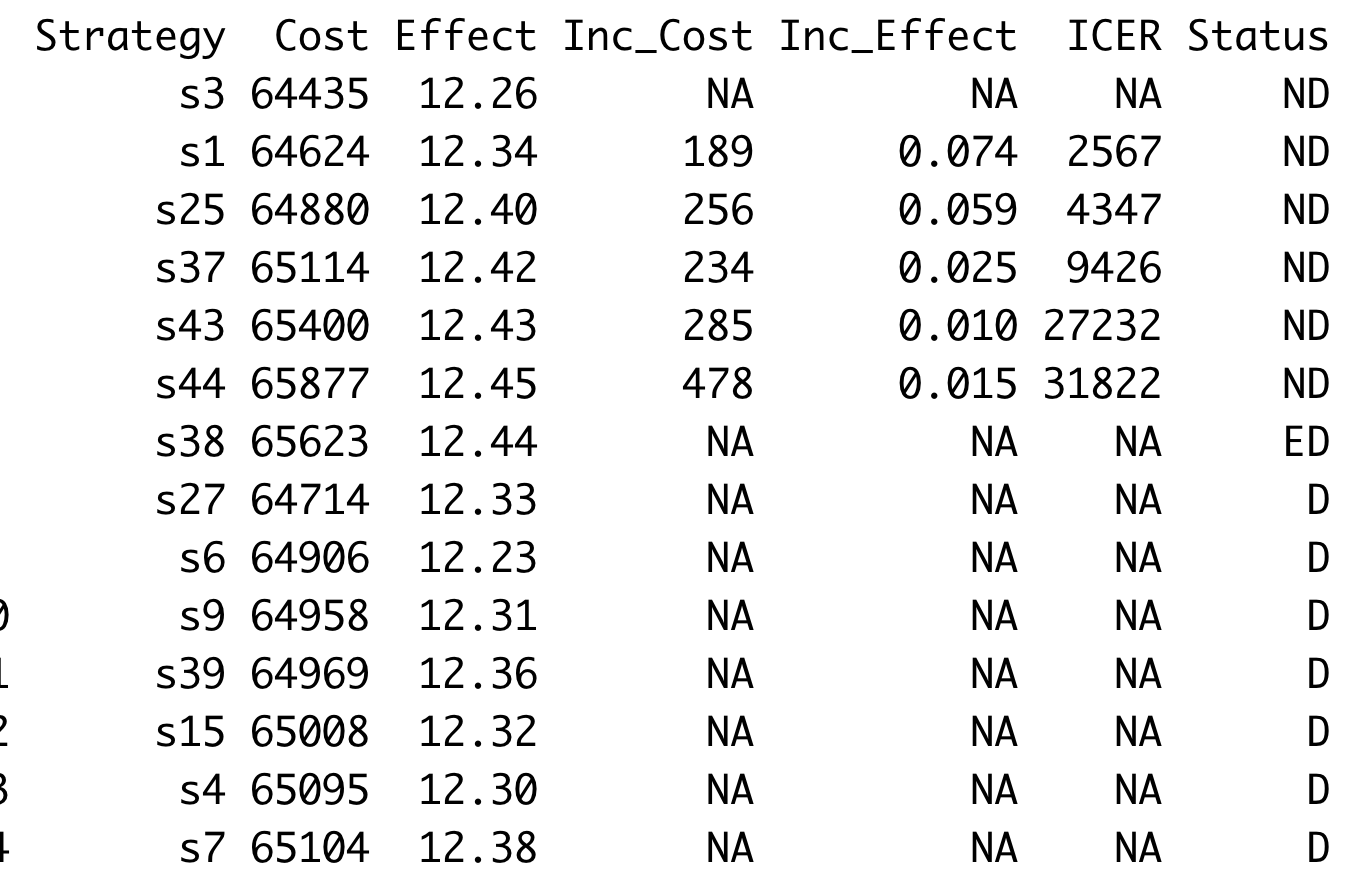 Strategy Cost Effect Inc_Cost Inc_Effect ICER Status
s3 64435 12.26 NA NA NA ND
s1 64624 12.34 189 0.074 2567 ND
s25 64880 12.40 256 0.059 4347 ND
s37 65114 12.42 234 0.025 9426 ND
s43 65400 12.43 285 0.010 27232 ND
s44 65877 12.45 478 0.015 31822 ND
s38 65623 12.44 NA NA NA ED
s27 64714 12.33 NA NA NA D
s6 64906 12.23 NA NA NA D
0 s9 64958 12.31 NA NA NA D
1 s39 64969 12.36 NA NA NA D
2 s15 65008 12.32 NA NA NA D
3 s4 65095 12.30 NA NA NA D
4 s7 65104 12.38 NA NA NA D